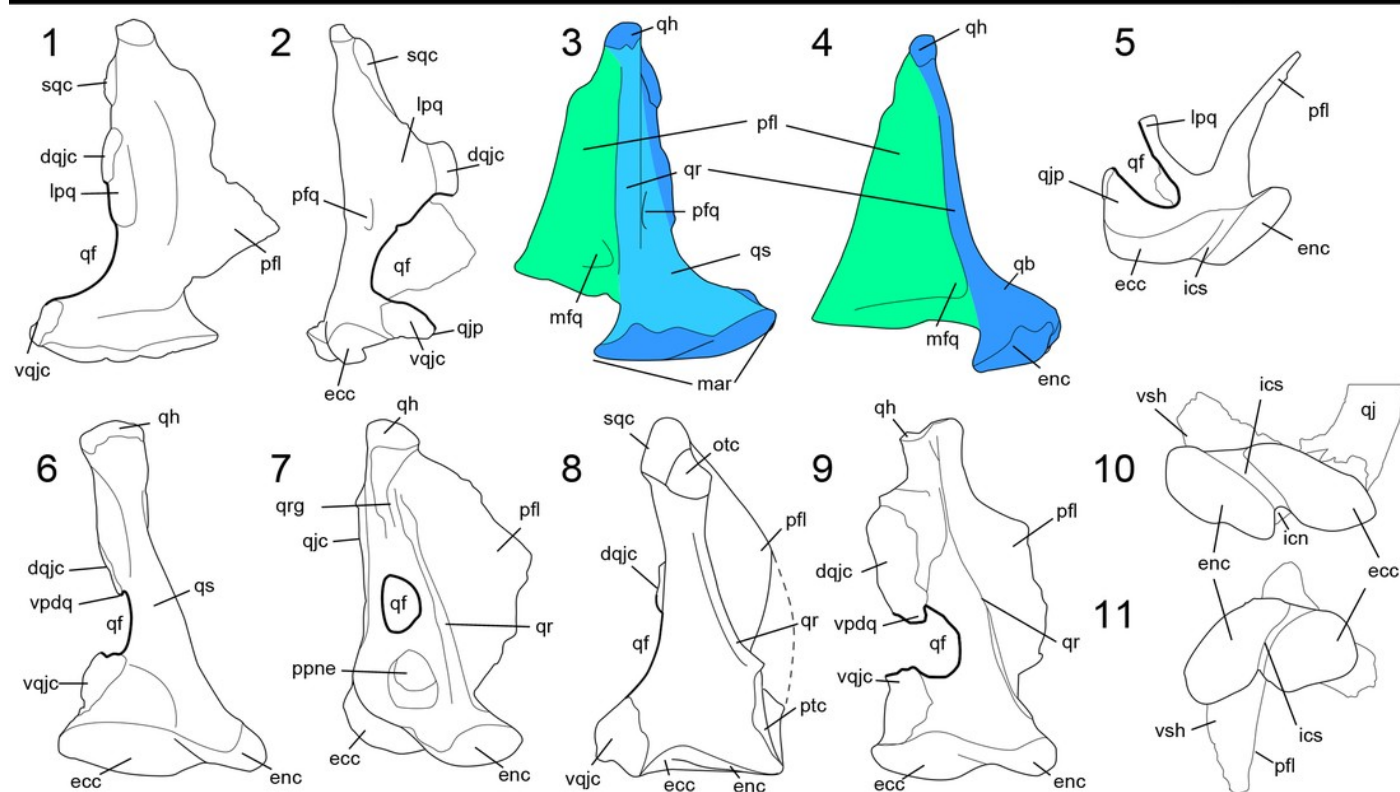 1
sqc
dqjc
lpq
qf
vqjc
pfl
2
sqc
lpq
dqjc
pfq
qf
qjp
vqjc
ecc
3
qh
pfl
qr
pfq
qs
mfq
mar
4
qh
qb
mfq
enc
5
pfl
lpq
qf
qjp
enc
ecc
ics
6
qh
dqjc
vpdq
qf
qs
vqjc
ecc
enc
7
qh
qrg
pfl
qjc
qf
qr
ppne
ecc
enc
8
sqc
otc
pfl
dqjc
qf
qr
ptc
vqjc
ecc
enc
9
qh
pfl
dqjc
vpdq
qf
qr
vqjc
ecc
enc
10
ics
vsh
qj
icn
enc
ecc
11
vsh
ics
pfl